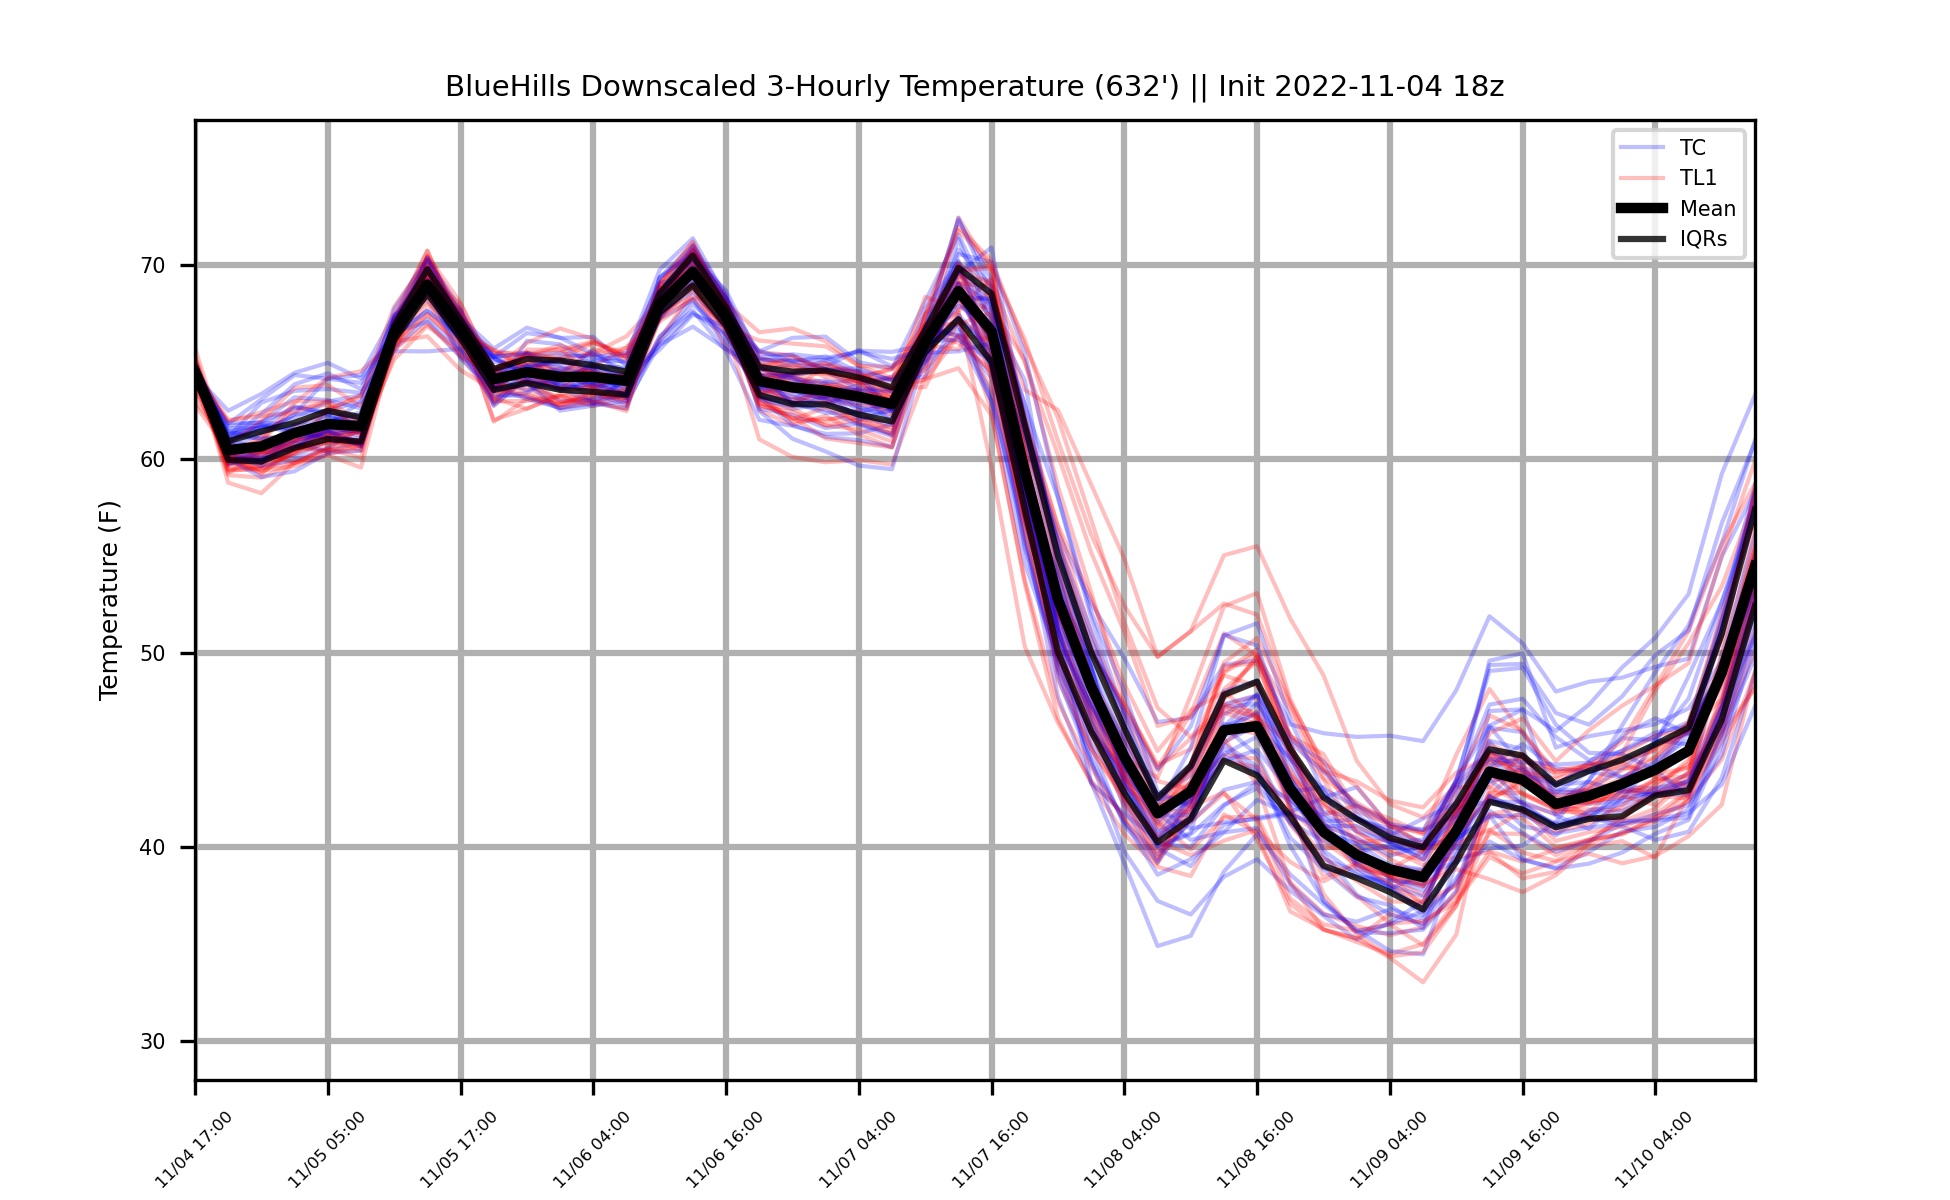 BlueHills Downscaled 3-Hourly Temperature (632') || Init 2022-11-04 18z
TC
TL1
Mean
IQRs
Temperature (F)
70
60
50
40
30
11/04 17:00
11/05 05:00
11/05 17:00
11/06 04:00
11/06 16:00
11/07 04:00
11/07 16:00
11/08 04:00
11/08 16:00
11/09 04:00
11/09 16:00
11/10 04:00